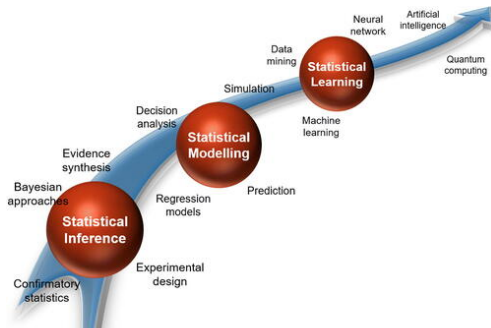 Artificial
intelligence
Neural
network
Data
mining
Statistical
Learning
Quantum
computing
Simulation
Decision
analysis
Machine
learning
Statistical
Modelling
Evidence
synthesis
Prediction
Bayesian
approaches
Regression
models
Statistical
Inference
Experimental
design
Confirmatory
statistics